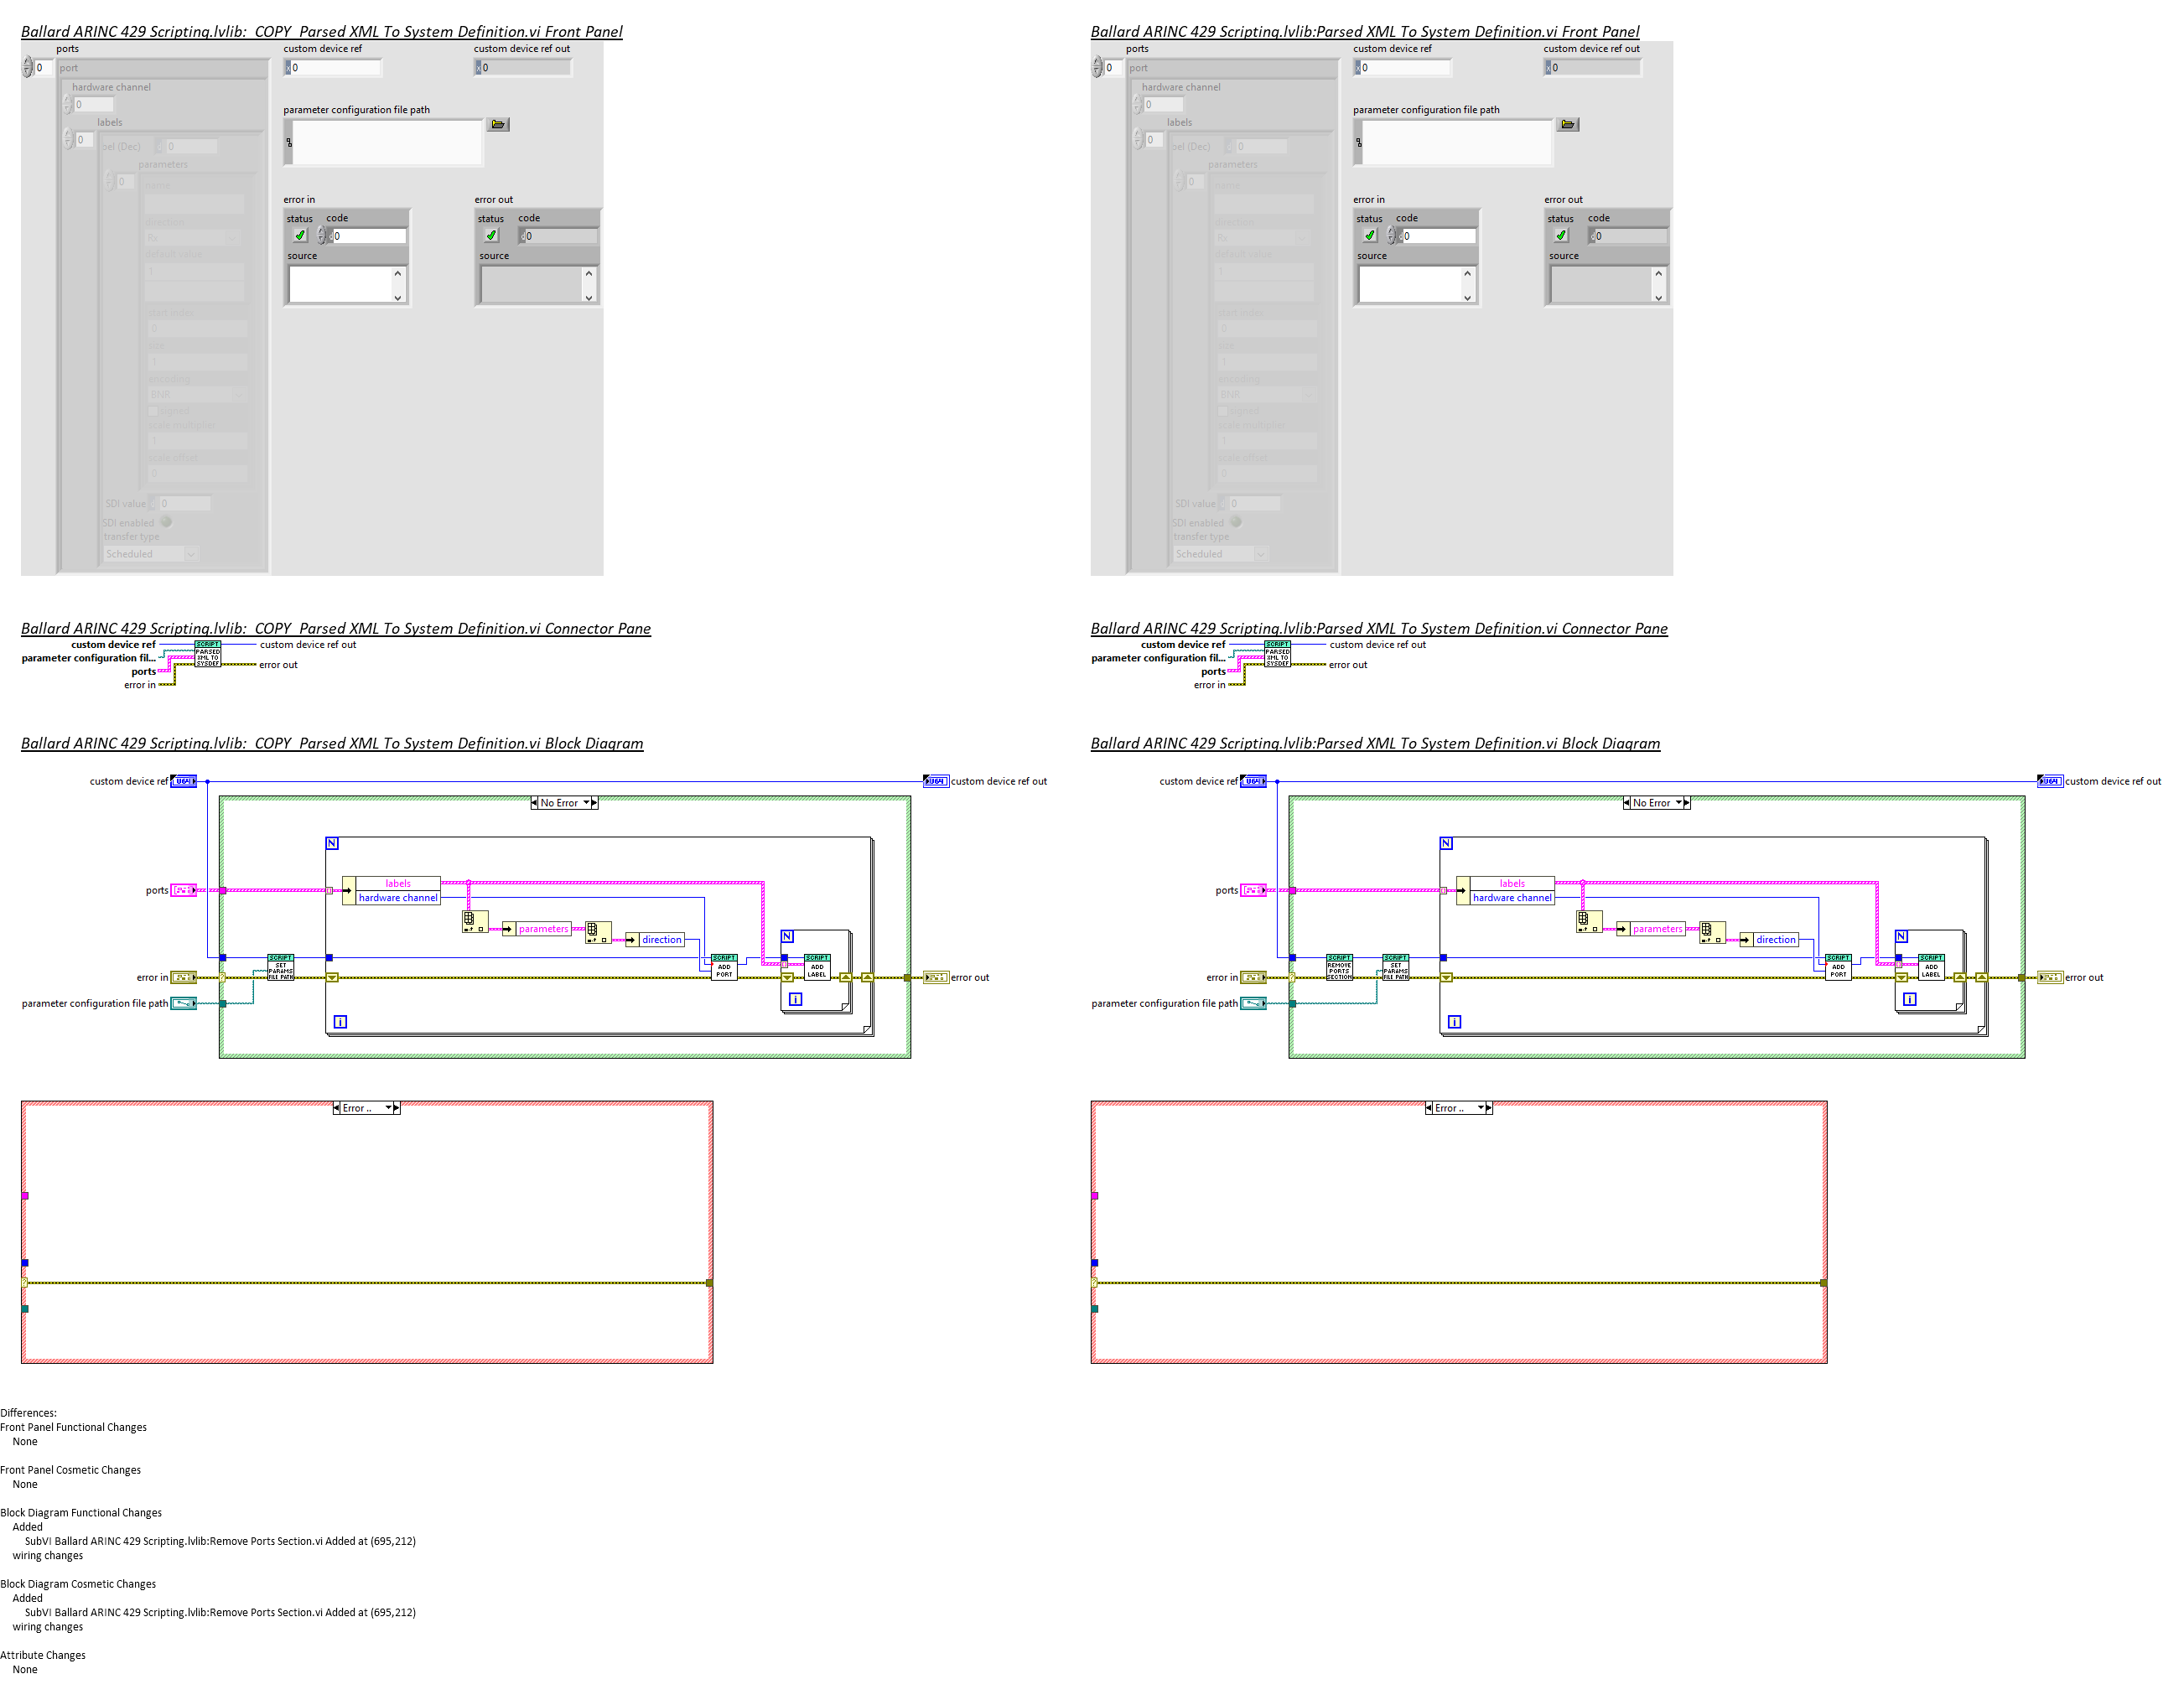 Ballard ARINC 429 Scripting.lvlib:  COPY  Parsed XML To System Definition.vi Front Panel
ports
0
port
hardware channel
0
labels
0
bel (Dec)
0
parameters
0
name
direction
Rx
default value
1
start index
0
size
1
encoding
BNR
signed
scale multiplier
1
scale offset
0
SDI value
0
SDI enabled
transfer type
Scheduled
custom device ref
x 0
custom device ref out
x 0
parameter configuration file path
error in
status
code
d0
source
error out
status
code
d0
source
Ballard ARINC 429 Scripting.lvlib:Parsed XML To System Definition.vi Front Panel
ports
0
port
hardware channel
0
labels
0
bel (Dec)
0
parameters
0
name
direction
Rx
default value
1
start index
0
size
1
encoding
BNR
signed
scale multiplier
1
scale offset
0
SDI value
0
SDI enabled
transfer type
Scheduled
custom device ref
x 0
custom device ref out
x 0
parameter configuration file path
error in
status
code
d0
source
error out
status
code
d0
source
Ballard ARINC 429 Scripting.lvlib:  COPY  Parsed XML To System Definition.vi Connector Pane
custom device ref
parameter configuration fil...
ports
error in
SCRIPT
PARSED
XML TO
SYSDEF
custom device ref out
error out
Ballard ARINC 429 Scripting.lvlib:Parsed XML To System Definition.vi Connector Pane
custom device ref
parameter configuration fil...
ports
error in
SCRIPT
PARSED
XML TO
SYSDEF
custom device ref out
error out
Ballard ARINC 429 Scripting.lvlib:  COPY  Parsed XML To System Definition.vi Block Diagram
custom device ref
U64
U64
custom device ref out
No Error
N
ports
labels
hardware channel
parameters
direction
N
SCRIPT
SET
PARAMS
FILE PATH
SCRIPT
ADD
PORT
SCRIPT
ADD
LABEL
error in
error out
parameter configuration file path
i
i
Error ..
Ballard ARINC 429 Scripting.lvlib:Parsed XML To System Definition.vi Block Diagram
custom device ref
U64
U64
custom device ref out
No Error
N
ports
labels
hardware channel
parameters
direction
N
SCRIPT
REMOVE
PORTS
SECTION
SCRIPT
SET
PARAMS
FILE PATH
SCRIPT
ADD
PORT
SCRIPT
ADD
LABEL
error in
error out
parameter configuration file path
i
i
Error ..
Differences:
Front Panel Functional Changes
None
Front Panel Cosmetic Changes
None
Block Diagram Functional Changes
Added
SubVI Ballard ARINC 429 Scripting.lvlib:Remove Ports Section.vi Added at (695,212)
wiring changes
Block Diagram Cosmetic Changes
Added
SubVI Ballard ARINC 429 Scripting.lvlib:Remove Ports Section.vi Added at (695,212)
wiring changes
Attribute Changes
None